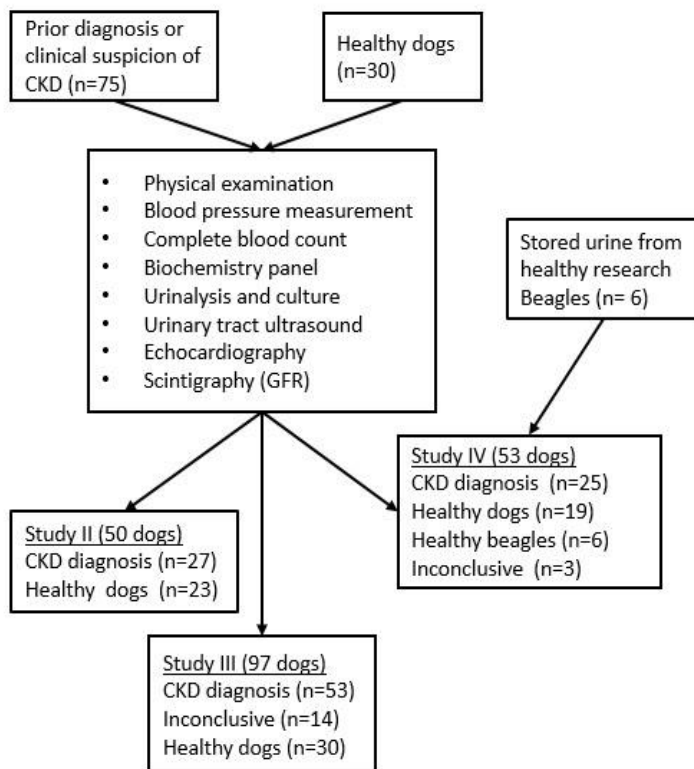 Prior diagnosis or
clinical suspicion of
CKD (n=75)
Healthy dogs
(n=30)
• Physical examination
• Blood pressure measurement
• Complete blood count
• Biochemistry panel
• Urinalysis and culture
• Urinary tract ultrasound
• Echocardiography
• Scintigraphy (GFR)
Stored urine from
healthy research
Beagles (n= 6)
Study II (50 dogs)
CKD diagnosis (n=27)
Healthy dogs (n=23)
Study III (97 dogs)
CKD diagnosis (n=53)
Inconclusive (n=14)
Healthy dogs (n=30)
Study IV (53 dogs)
CKD diagnosis (n=25)
Healthy dogs (n=19)
Healthy beagles (n=6)
Inconclusive (n=3)